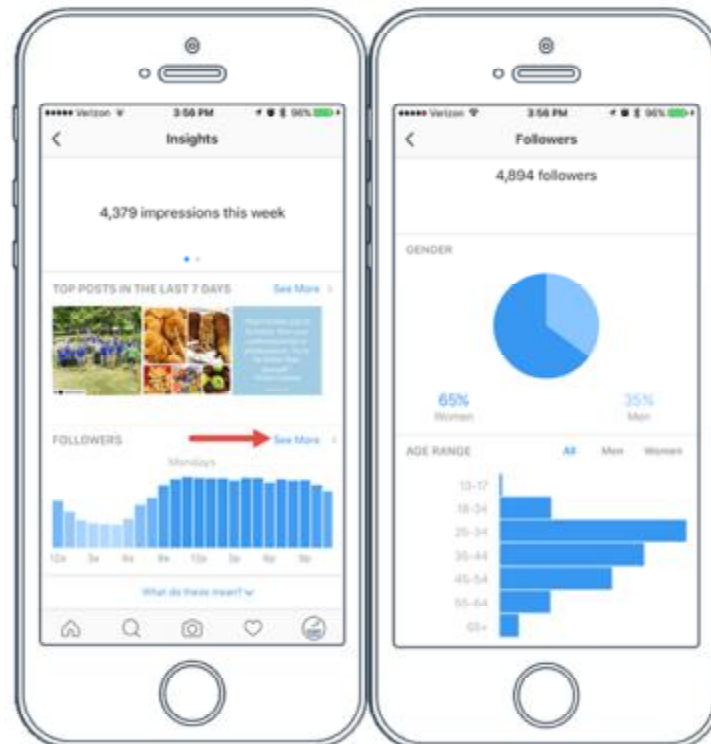 Verizon 3:56 PM 96%
Insights
4,379 impressions this week
TOP POSTS IN THE LAST 7 DAYS See More
FOLLOWERS See More
Mondays
12a 3a 6a 9a 12p 3p 6p 9p
What do these mean?
Verizon 3:56 PM 96%
Followers
4,894 followers
GENDER
65% 35%
Women Men
AGE RANGE All Men Women
13-17
18-24
25-34
35-44
45-54
55-64
65+